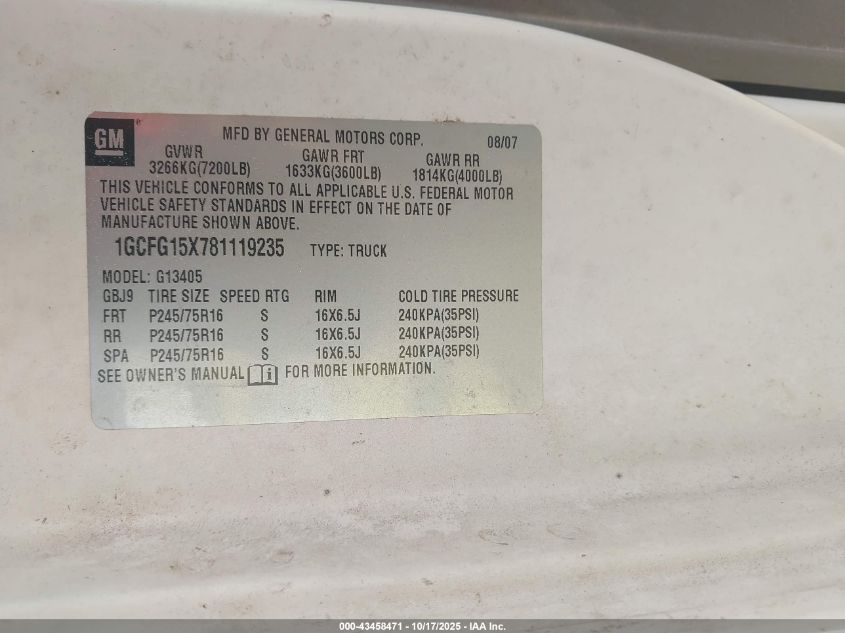 GM
MFD BY GENERAL MOTORS CORP. 08/07
GVWR GAWR FRT GAWR RR
3266KG(7200LB) 1633KG(3600LB) 1814KG(4000LB)
THIS VEHICLE CONFORMS TO ALL APPLICABLE U.S. FEDERAL MOTOR
VEHICLE SAFETY STANDARDS IN EFFECT ON THE DATE OF
MANUFACTURE SHOWN ABOVE.
1GCFG15X781119235 TYPE: TRUCK
MODEL: G13405
GBJ9 TIRE SIZE SPEED RTG RIM COLD TIRE PRESSURE
FRT P245/75R16 S 16X6.5J 240KPA(35PSI)
RR P245/75R16 S 16X6.5J 240KPA(35PSI)
SPA P245/75R16 S 16X6.5J 240KPA(35PSI)
SEE OWNER'S MANUAL i FOR MORE INFORMATION.
000-43458471 - 10/17/2025 - IAA Inc.